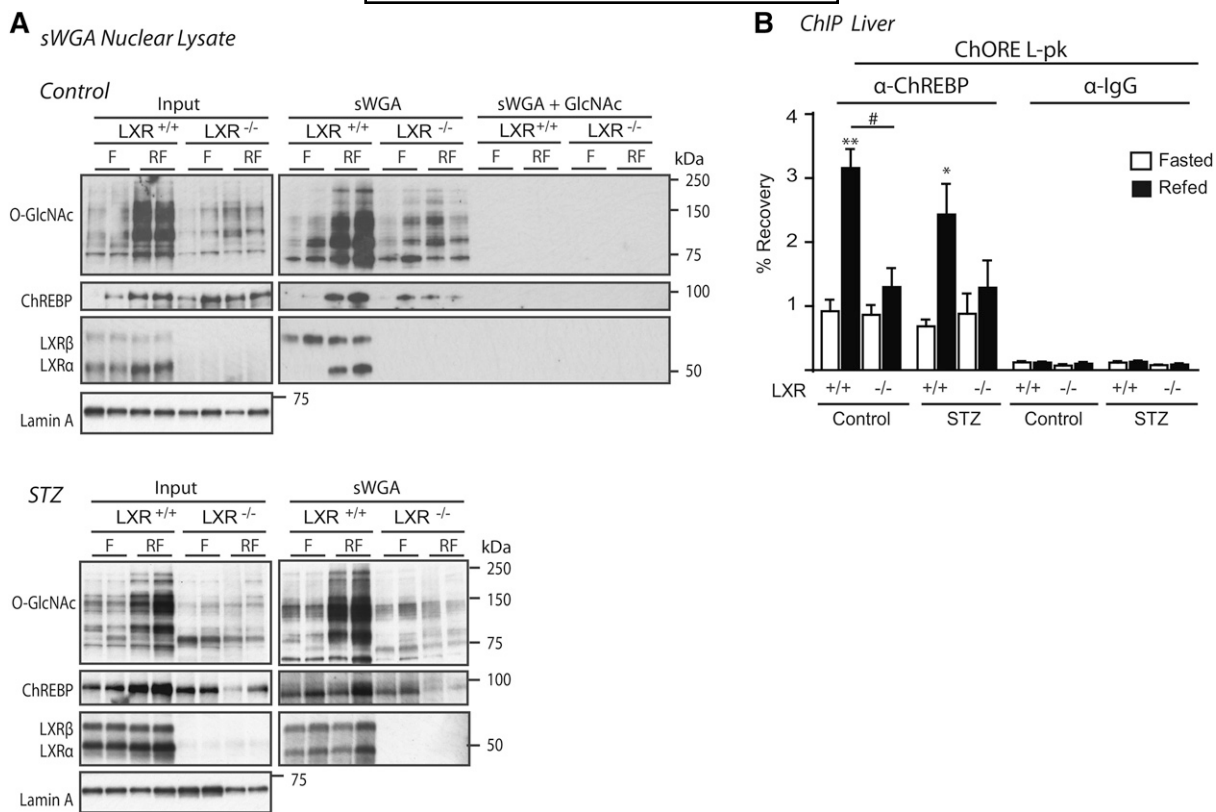 A sWGA Nuclear Lysate
Control
Input sWGA sWGA + GlcNAc
LXR +/+ LXR -/- LXR +/+ LXR -/- LXR+/+ LXR -/-
F RF F RF F RF F RF F RF F RF kDa
O-GlcNAc
250
150
75
ChREBP 100
LXRβ
LXRα 50
Lamin A 75
STZ
Input sWGA
LXR +/+ LXR -/- LXR +/+ LXR -/-
F RF F RF F RF F RF kDa
O-GlcNAc
250
150
75
ChREBP 100
LXRβ
LXRα 50
Lamin A 75
B ChIP Liver
ChORE L-pk
α-ChREBP α-IgG
% Recovery
4
3
2
1
** # *
Fasted
Refed
LXR +/+ -/- +/+ -/- +/+ -/- +/+ -/-
Control STZ Control STZ